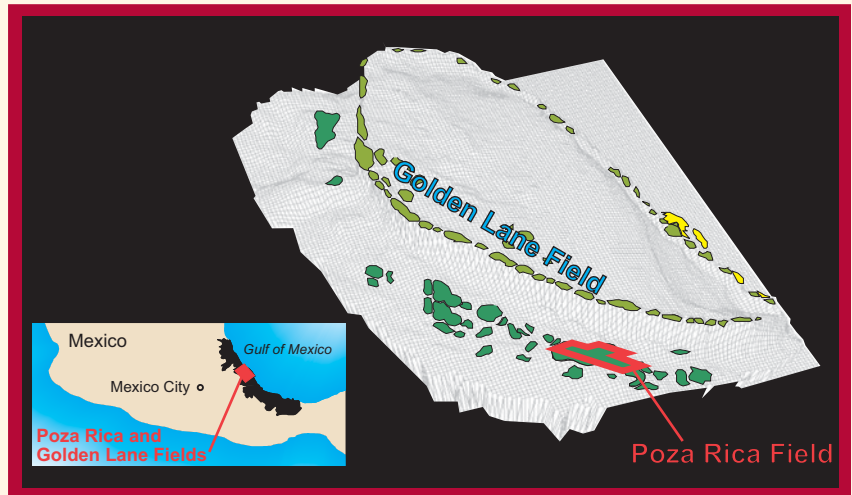 Golden Lane Field
Mexico
Gulf of Mexico
Mexico City
Poza Rica and
Golden Lane Fields
Poza Rica Field